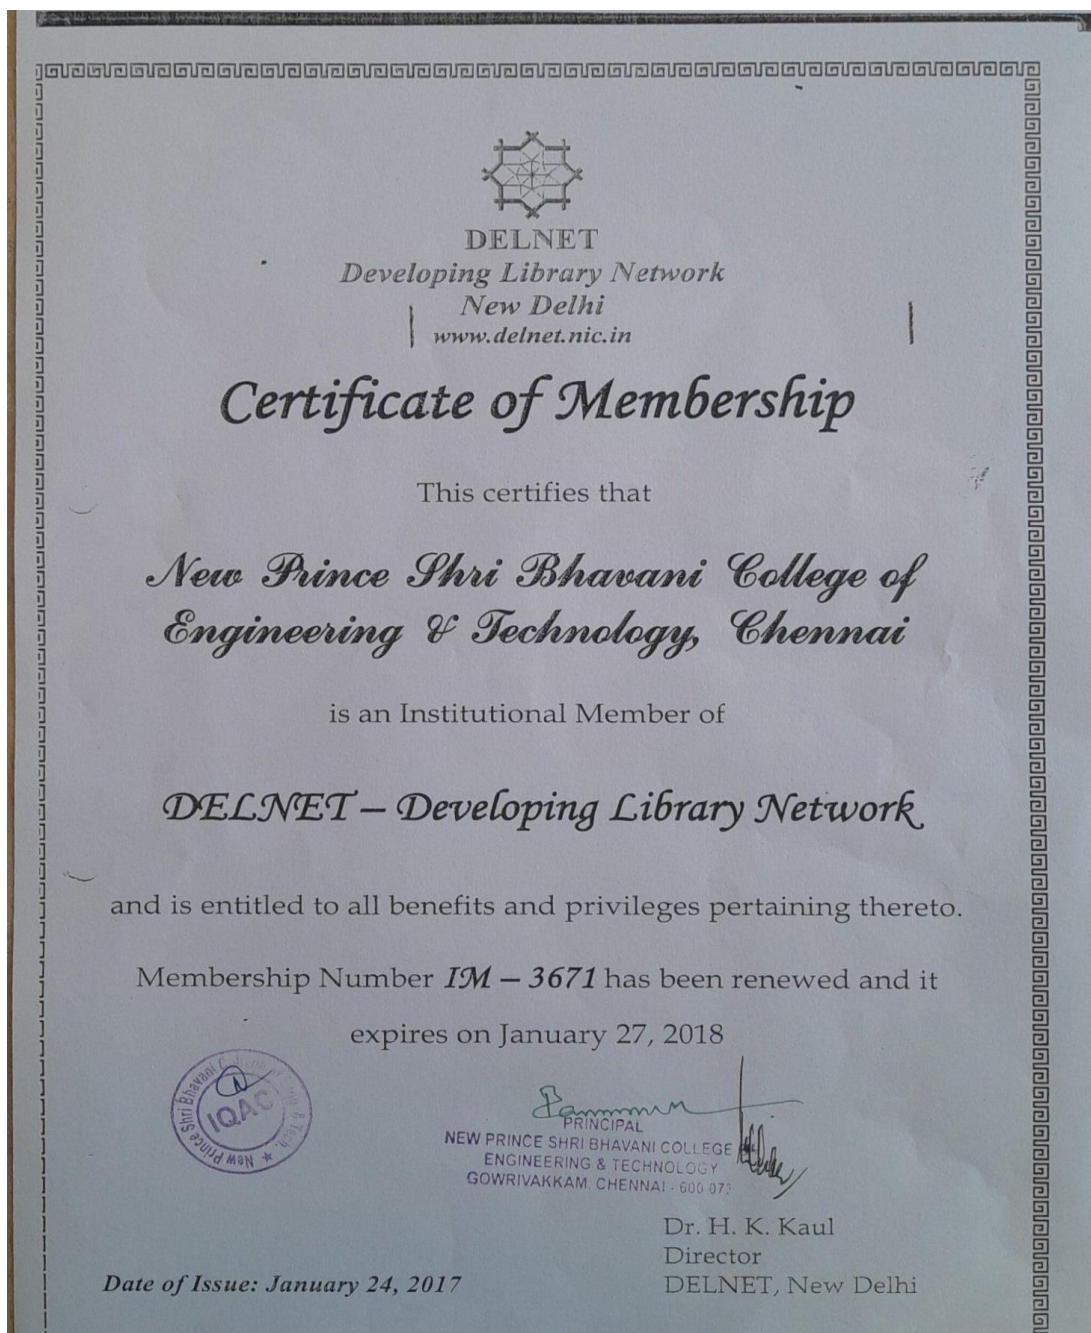 DELNET
Developing Library Network
New Delhi
www.delnet.nic.in
Certificate of Membership
This certifies that
New Prince Shri Bhavani College of
Engineering & Technology, Chennai
is an Institutional Member of
DELNET – Developing Library Network
and is entitled to all benefits and privileges pertaining thereto.
Membership Number IM – 3671 has been renewed and it
expires on January 27, 2018
New Prince Shri Bhavani & Tech.
IQAC
PRINCIPAL
NEW PRINCE SHRI BHAVANI COLLEGE
ENGINEERING & TECHNOLOGY
GOWRIVAKKAM, CHENNAI - 600 073
Dr. H. K. Kaul
Director
DELNET, New Delhi
Date of Issue: January 24, 2017